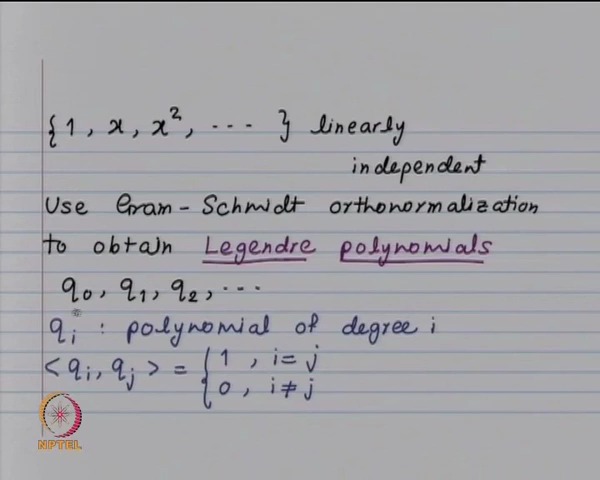 {1, x, x², ... } linearly
independent
Use Gram-Schmidt orthonormalization
to obtain Legendre polynomials
q₀, q₁, q₂, ...
qᵢ : polynomial of degree i
<qᵢ, qⱼ> = { 1, i = j
0, i ≠ j
NPTEL